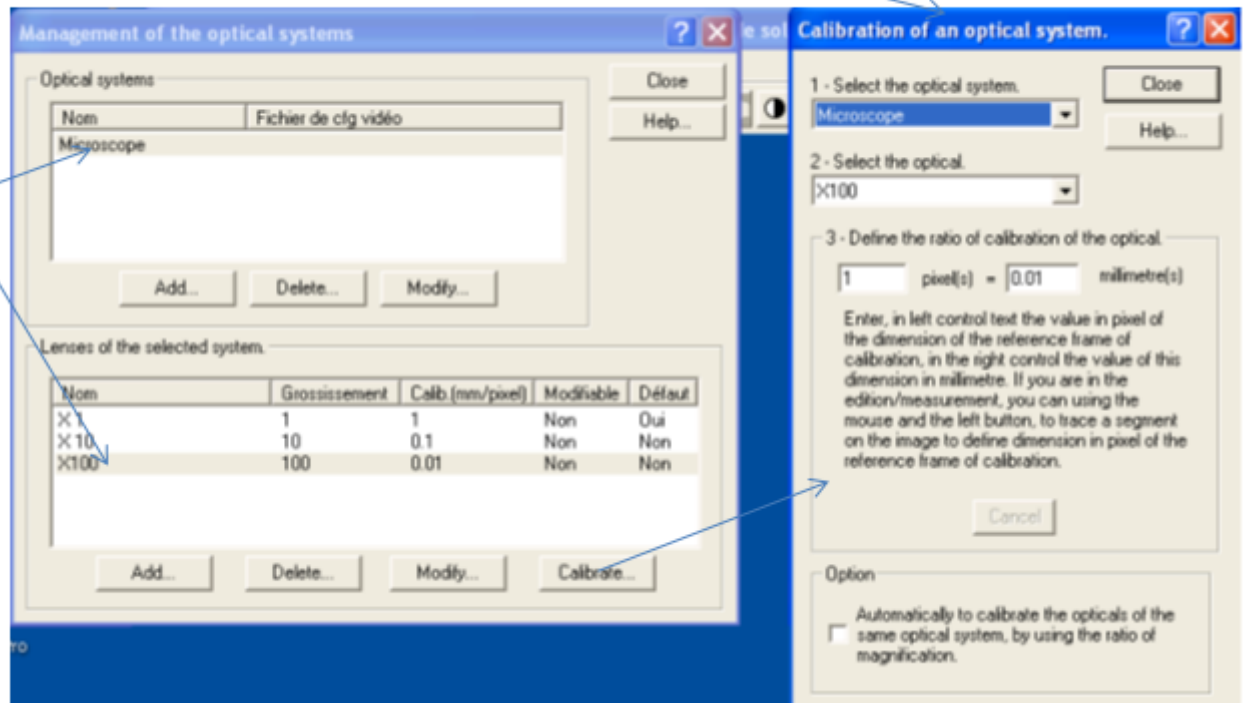 Management of the optical systems
Optical systems
Close
Help...
Nom Fichier de cfg vidéo
Microscope
Add... Delete... Modify...
Lenses of the selected system.
Nom Grossissement Calib.(mm/pixel) Modifiable Défaut
X 1 1 1 Non Oui
X 10 10 0.1 Non Non
X100 100 0.01 Non Non
Add... Delete... Modify... Calibrate...
Calibration of an optical system.
1 - Select the optical system.
Close
Microscope
Help...
2 - Select the optical.
X100
3 - Define the ratio of calibration of the optical.
1 pixel(s) = 0.01 millimetre(s)
Enter, in left control text the value in pixel of
the dimension of the reference frame of
calibration, in the right control the value of this
dimension in millimetre. If you are in the
edition/measurement, you can using the
mouse and the left button, to trace a segment
on the image to define dimension in pixel of the
reference frame of calibration.
Cancel
Option
Automatically to calibrate the opticals of the
same optical system, by using the ratio of
magnification.